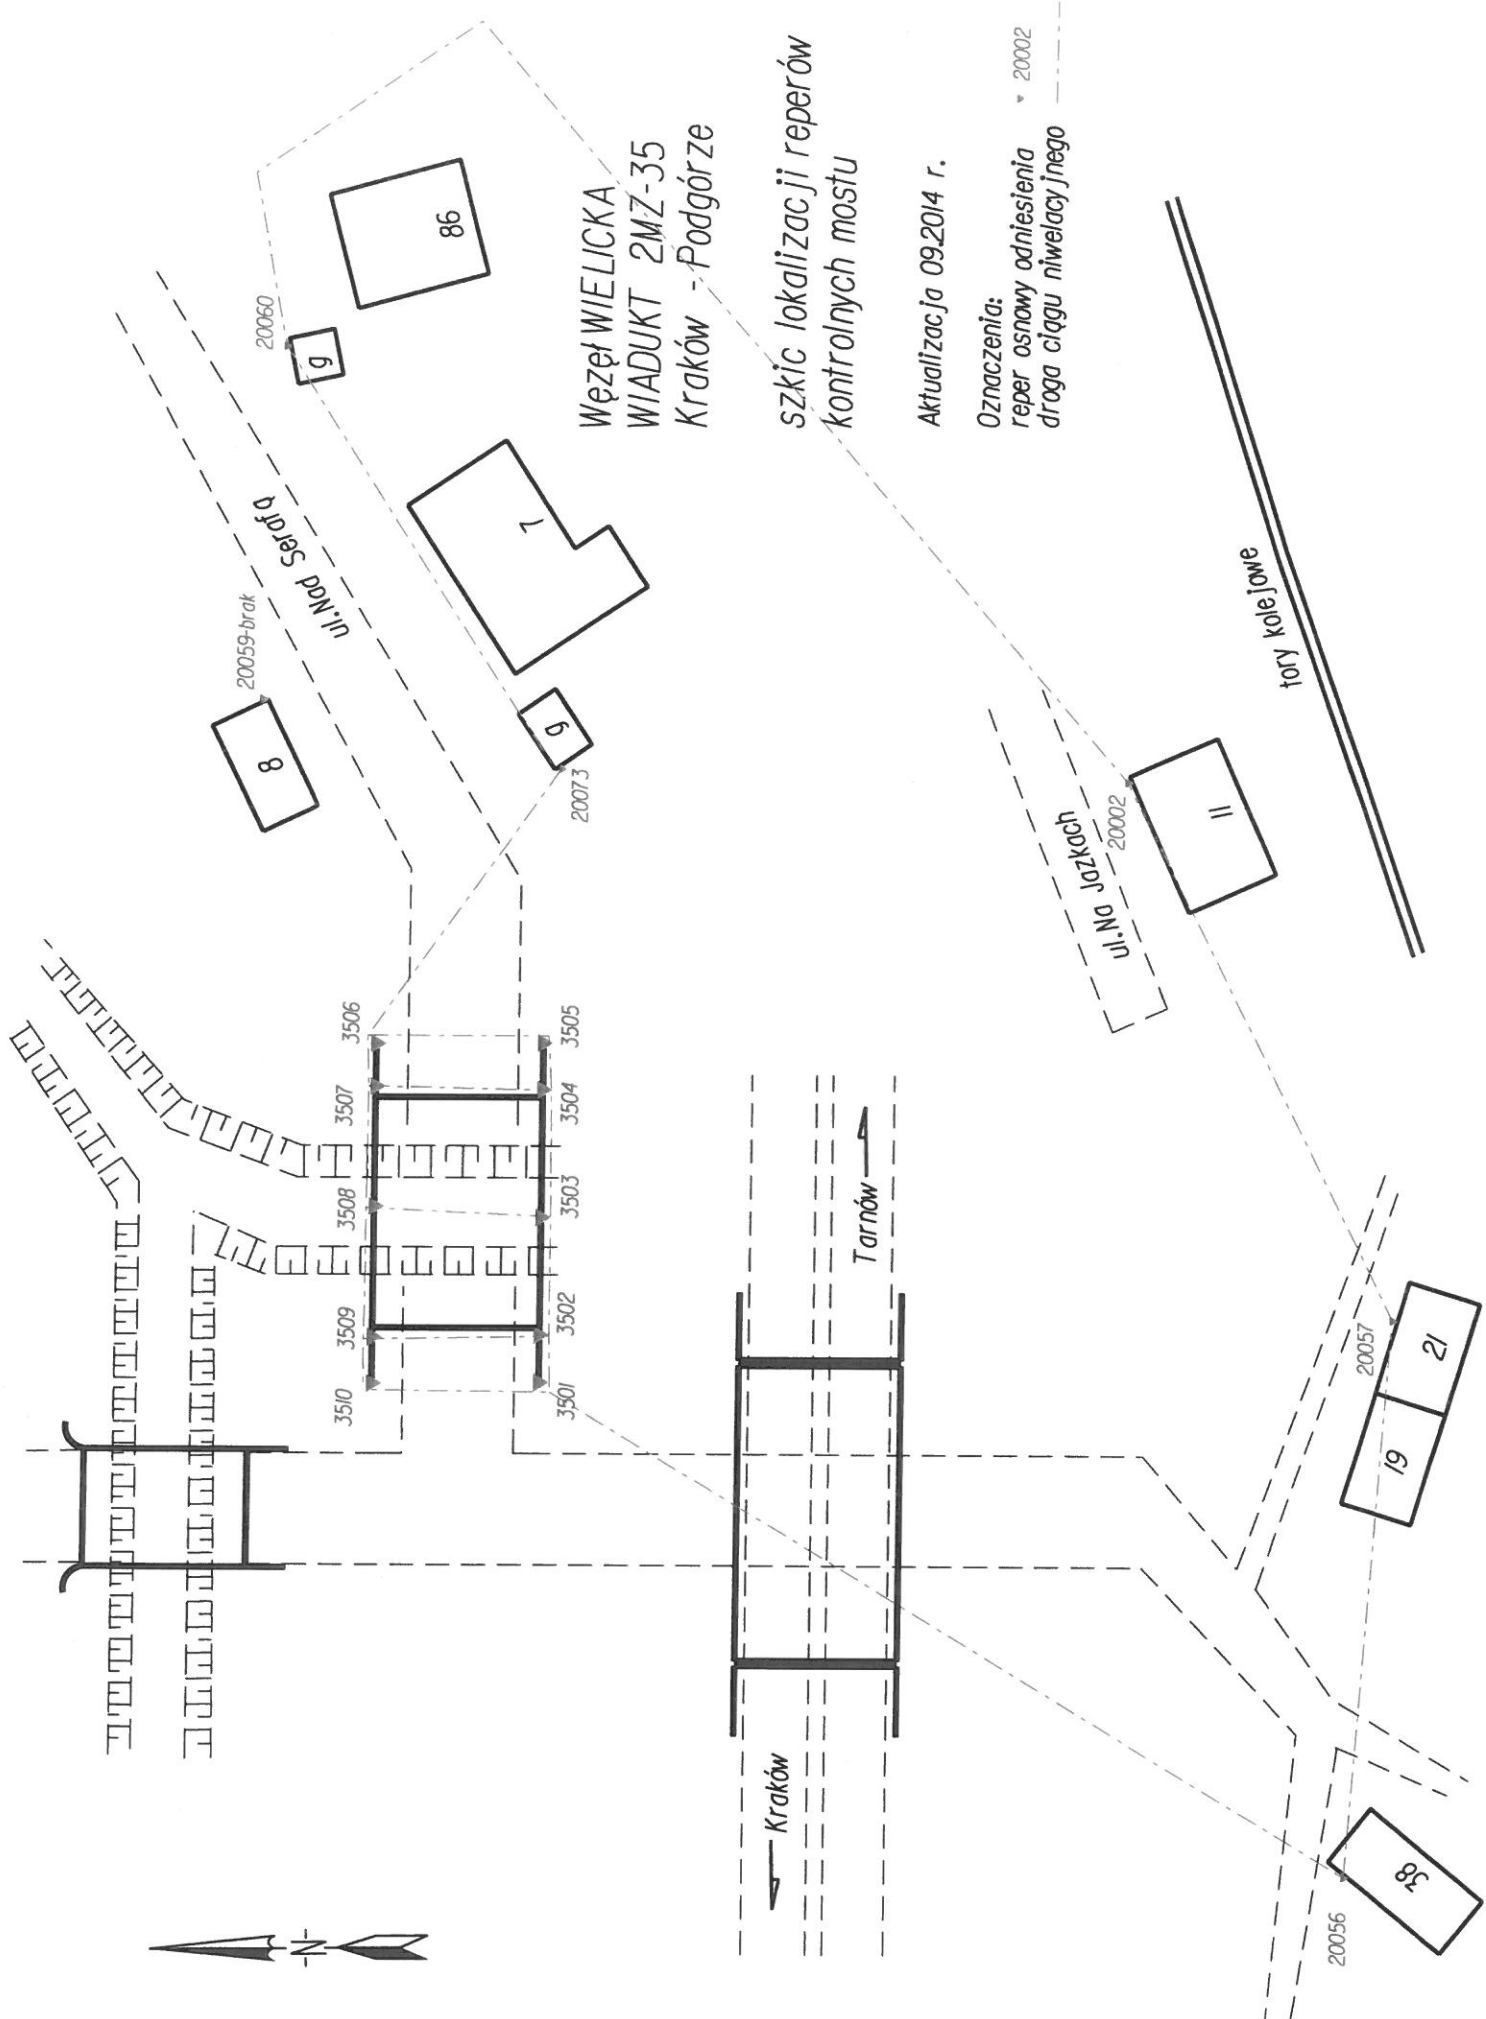 Węzeł WIELICKA
WIADUKT 2MZ-35
Kraków - Podgórze
szkic lokalizacji reperów
kontrolnych mostu
Aktualizacja 09.2014 r.
Oznaczenia:
reper osnowy odniesienia 20002
droga ciągu niwelacyjnego
20060
g
86
ul.Nad Serafą
7
20059-brak
8
g
20073
3506
3505
3507
3504
3508
3503
3509
3502
3510
3501
ul.Na Jazkach
20002
11
tory kolejowe
Tarnów
Kraków
20057
21
19
20056
38
N